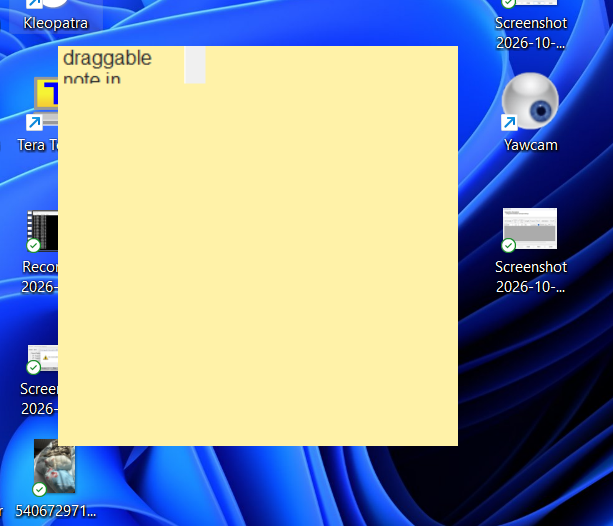 Kleopatra
Screenshot
2026-10-...
draggable
note in
Tera T
Yawcam
Recor
2026-
Screenshot
2026-10-...
Scree
2026-
540672971...